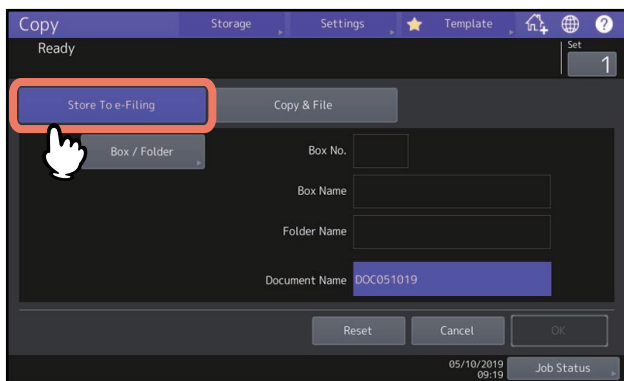 Copy Storage Settings Template ?
Ready Set
1
Store To e-Filing Copy & File
Box / Folder Box No.
Box Name
Folder Name
Document Name DOC051019
Reset Cancel OK
05/10/2019
09:19
Job Status